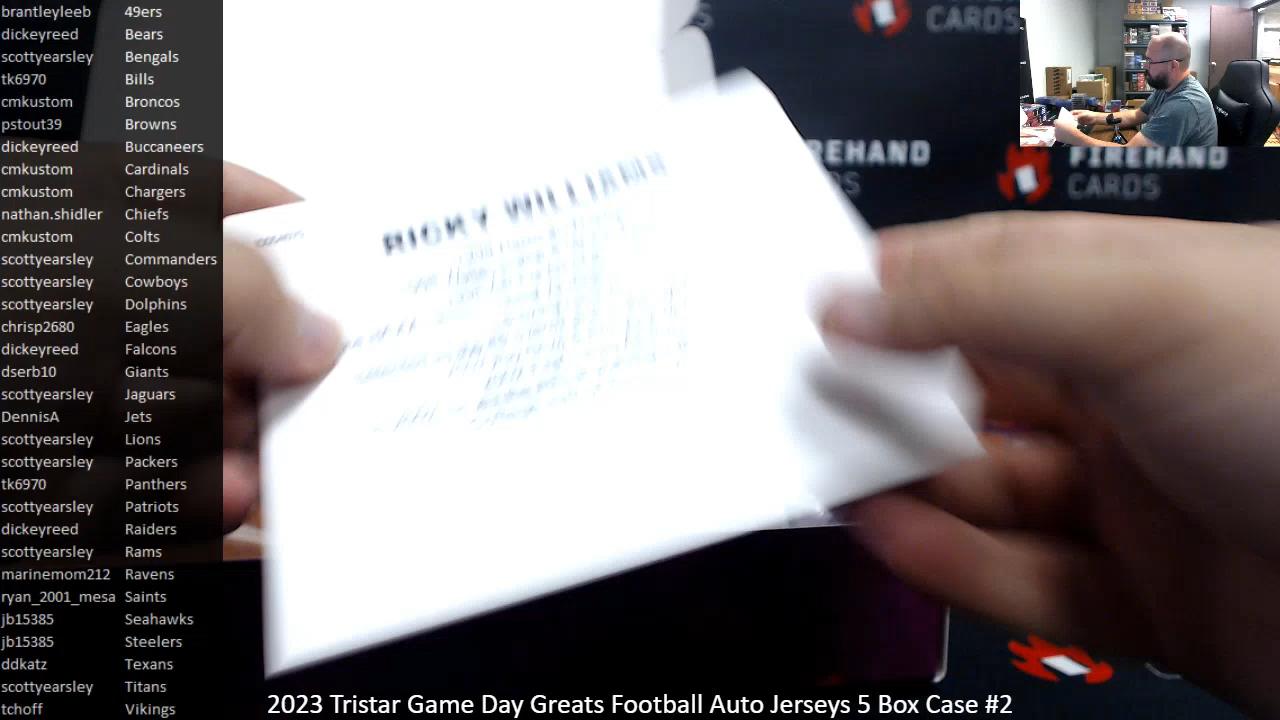 brantleyleeb 49ers
dickeyreed Bears
scottyearsley Bengals
tk6970 Bills
cmkustom Broncos
pstout39 Browns
dickeyreed Buccaneers
cmkustom Cardinals
cmkustom Chargers
nathan.shidler Chiefs
cmkustom Colts
scottyearsley Commanders
scottyearsley Cowboys
scottyearsley Dolphins
chrisp2680 Eagles
dickeyreed Falcons
dserb10 Giants
scottyearsley Jaguars
DennisA Jets
scottyearsley Lions
scottyearsley Packers
tk6970 Panthers
scottyearsley Patriots
dickeyreed Raiders
scottyearsley Rams
marinemom212 Ravens
ryan_2001_mesa Saints
jb15385 Seahawks
jb15385 Steelers
ddkatz Texans
scottyearsley Titans
tchoff Vikings
RICKY WILLIAMS
CARDS
REHAND
FIREHAND
CARDS
2023 Tristar Game Day Greats Football Auto Jerseys 5 Box Case #2